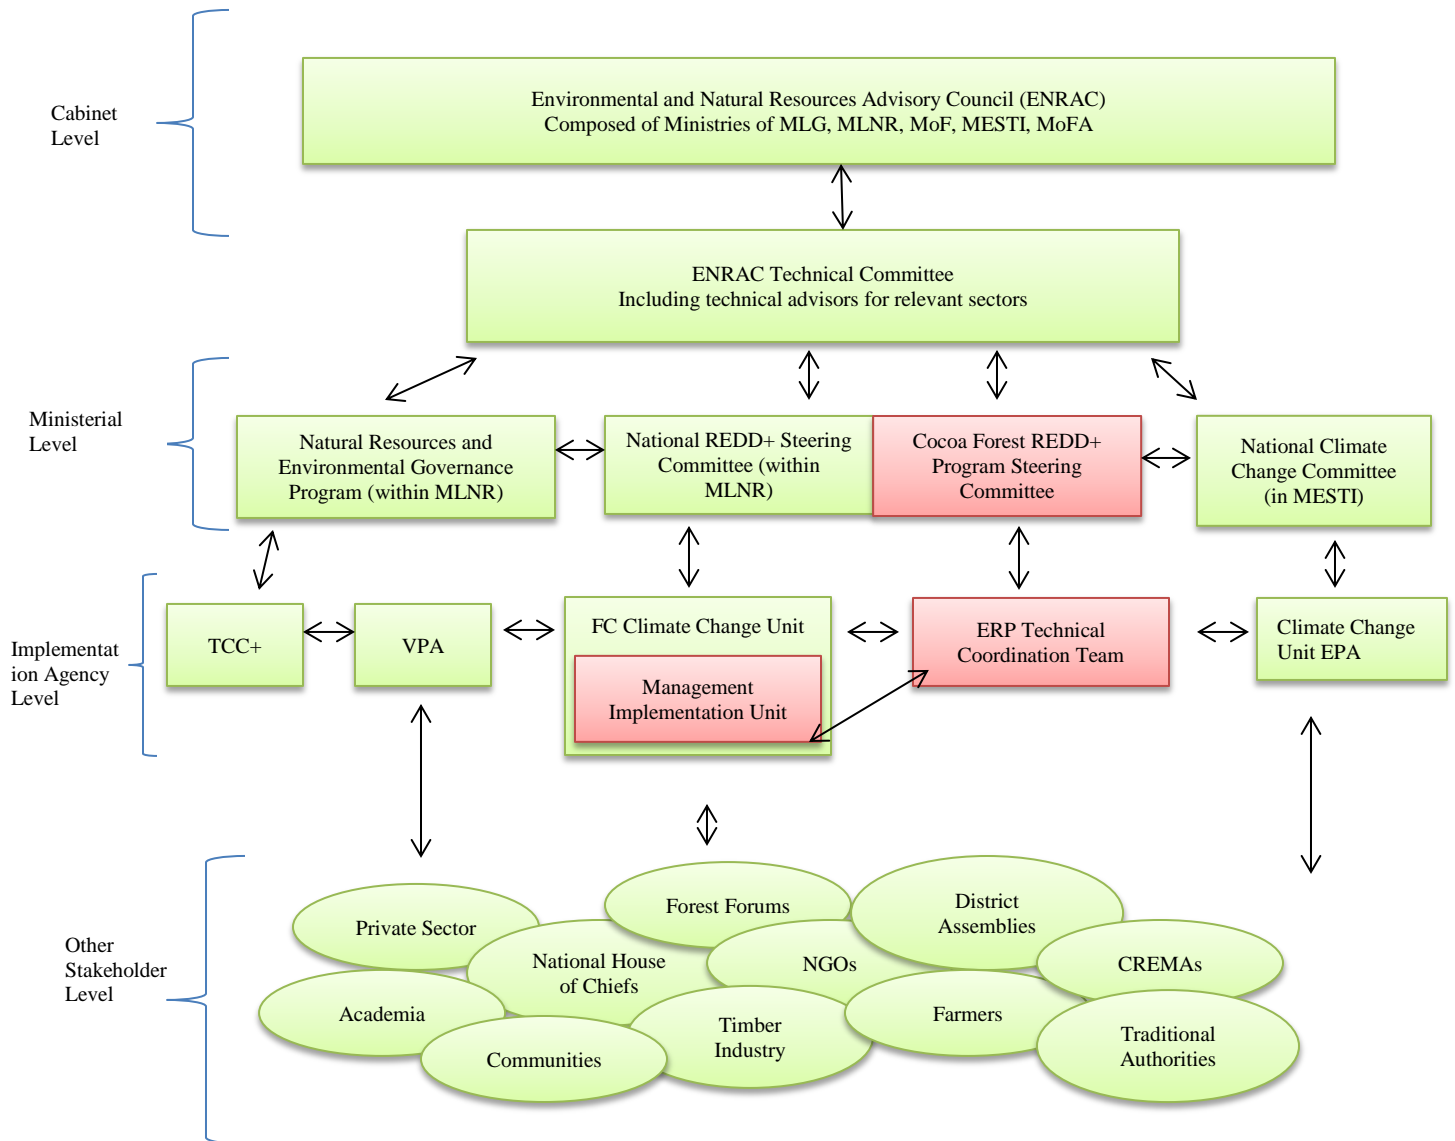 Cabinet
Level
Environmental and Natural Resources Advisory Council (ENRAC)
Composed of Ministries of MLG, MLNR, MoF, MESTI, MoFA
ENRAC Technical Committee
Including technical advisors for relevant sectors
Ministerial
Level
Natural Resources and
Environmental Governance
Program (within MLNR)
National REDD+ Steering
Committee (within
MLNR)
Cocoa Forest REDD+
Program Steering
Committee
National Climate
Change Committee
(in MESTI)
Implementat
ion Agency
Level
TCC+
VPA
FC Climate Change Unit
Management
Implementation Unit
ERP Technical
Coordination Team
Climate Change
Unit EPA
Other
Stakeholder
Level
Private Sector
Forest Forums
District
Assemblies
National House
of Chiefs
NGOs
CREMAs
Academia
Communities
Timber
Industry
Farmers
Traditional
Authorities